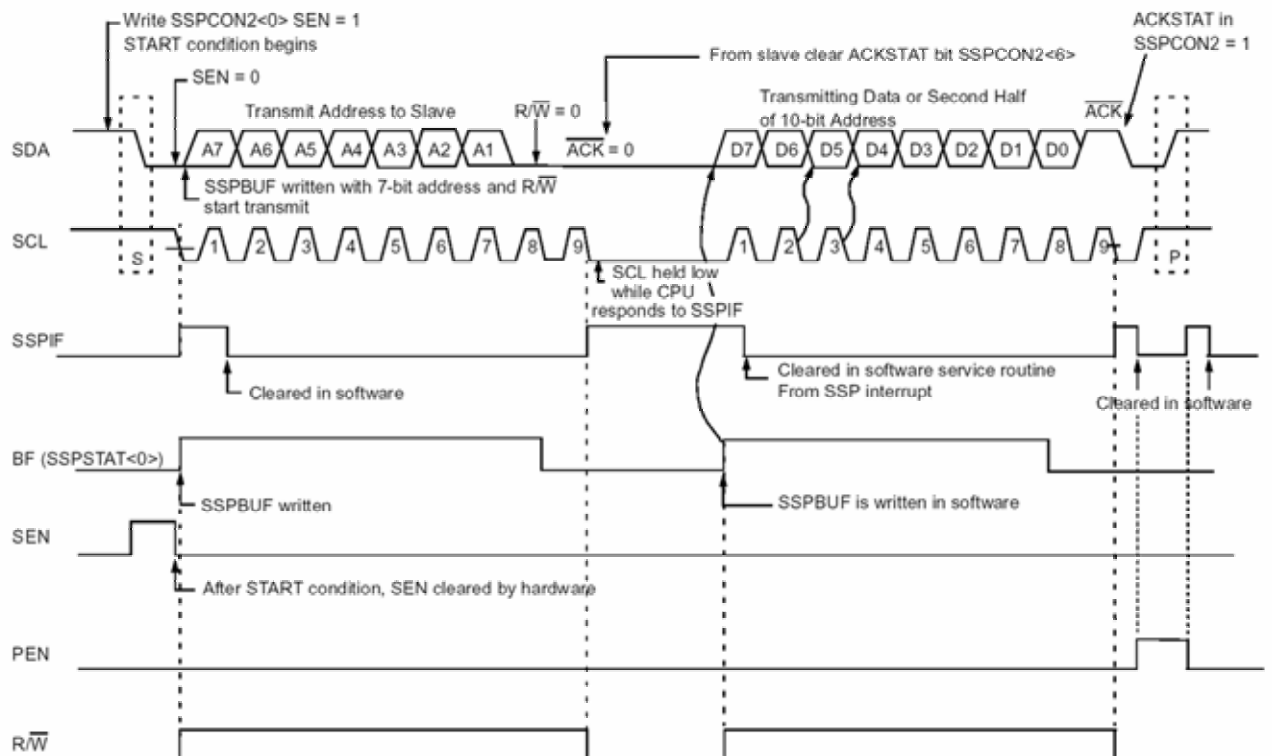 Write SSPCON2<0> SEN = 1
START condition begins
ACKSTAT in
SSPCON2 = 1
From slave clear ACKSTAT bit SSPCON2<6>
SEN = 0
Transmit Address to Slave
R/W̅ = 0
Transmitting Data or Second Half
of 10-bit Address
A̅C̅K̅
SDA
A7 A6 A5 A4 A3 A2 A1
A̅C̅K̅ = 0
D7 D6 D5 D4 D3 D2 D1 D0
SSPBUF written with 7-bit address and R/W̅
start transmit
SCL
S
1 2 3 4 5 6 7 8 9
1 2 3 4 5 6 7 8 9
P
SCL held low
while CPU
responds to SSPIF
SSPIF
Cleared in software
Cleared in software service routine
From SSP interrupt
Cleared in software
BF (SSPSTAT<0>)
SSPBUF written
SSPBUF is written in software
SEN
After START condition, SEN cleared by hardware
PEN
R/W̅